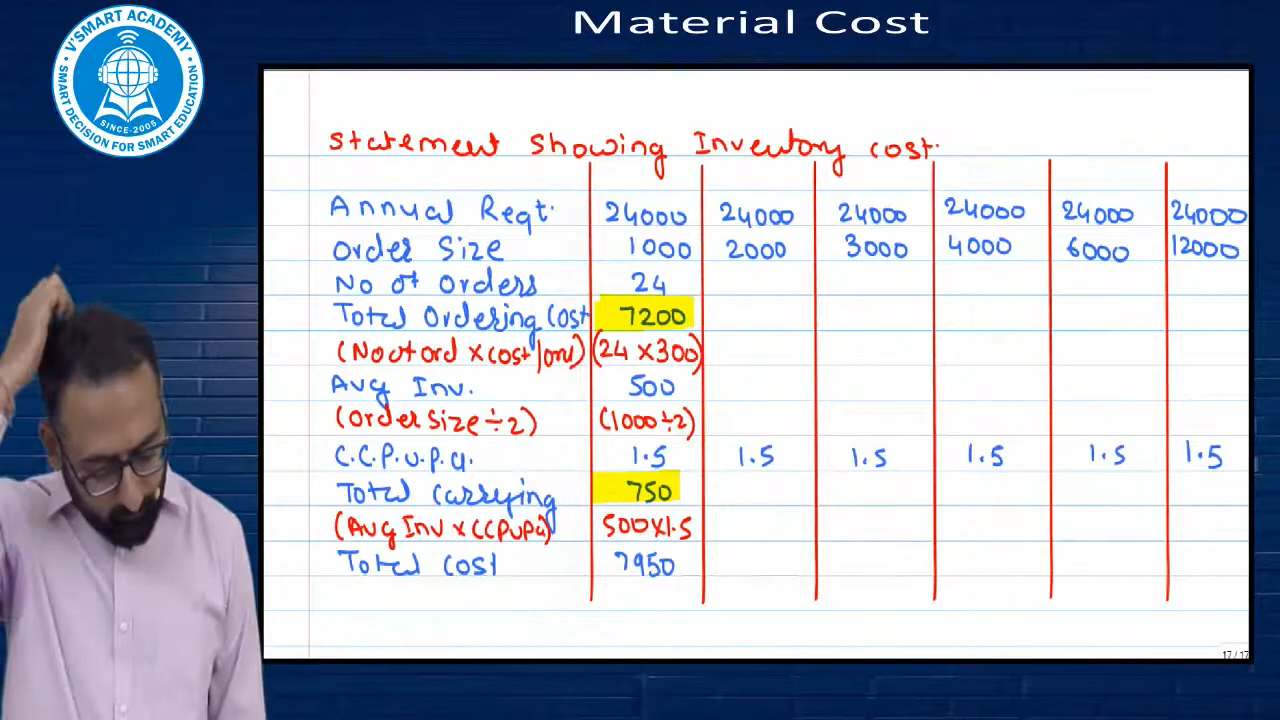 Material Cost
V'SMART ACADEMY
SINCE-2005
SMART DECISION FOR SMART EDUCATION
Statement Showing Inventory cost.
Annual Reqt. 24000 24000 24000 24000 24000 24000
Order Size 1000 2000 3000 4000 6000 12000
No of Orders 24
Total Ordering Cost 7200
(No of ord x cost/ord) (24 x 300)
Avg Inv. 500
(Order Size ÷ 2) (1000 ÷ 2)
C.C.P.U.P.a. 1.5 1.5 1.5 1.5 1.5 1.5
Total Carrying 750
(Avg Inv x CCPUPa) 500 x 1.5
Total Cost 7950
17 / 17